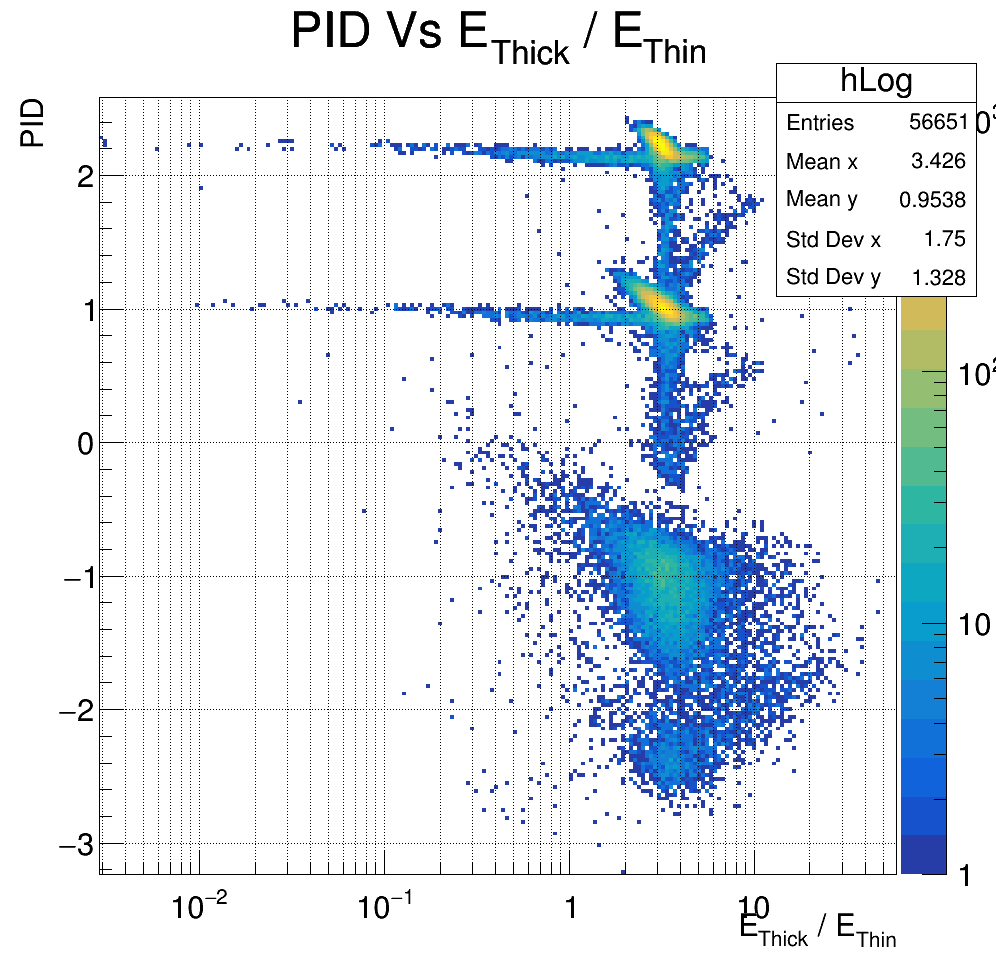 PID Vs E_Thick / E_Thin
hLog
Entries 56651
Mean x 3.426
Mean y 0.9538
Std Dev x 1.75
Std Dev y 1.328
PID
2
1
0
−1
−2
−3
10^−2
10^−1
1
10
E_Thick / E_Thin
10^2
10
1